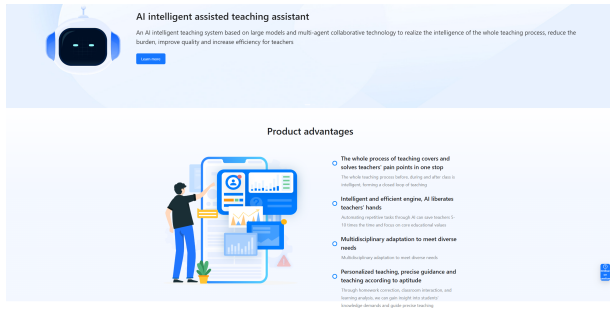 AI intelligent assisted teaching assistant
An AI intelligent teaching system based on large models and multi-agent collaborative technology to realize the intelligence of the whole teaching process, reduce the
burden, improve quality and increase efficiency for teachers
Learn more
Product advantages
The whole process of teaching covers and
solves teachers' pain points in one stop
The whole teaching process before, during and after class is
intelligent, forming a closed loop of teaching
Intelligent and efficient engine, AI liberates
teachers' hands
Automating repetitive tasks through AI can save teachers 5-
10 times the time and focus on core educational values
Multidisciplinary adaptation to meet diverse
needs
Multidisciplinary adaptation to meet diverse needs.
Personalized teaching, precise guidance and
teaching according to aptitude
Through homework correction, classroom interaction, and
learning analysis, we can gain insight into students'
knowledge demands and guide precise teaching